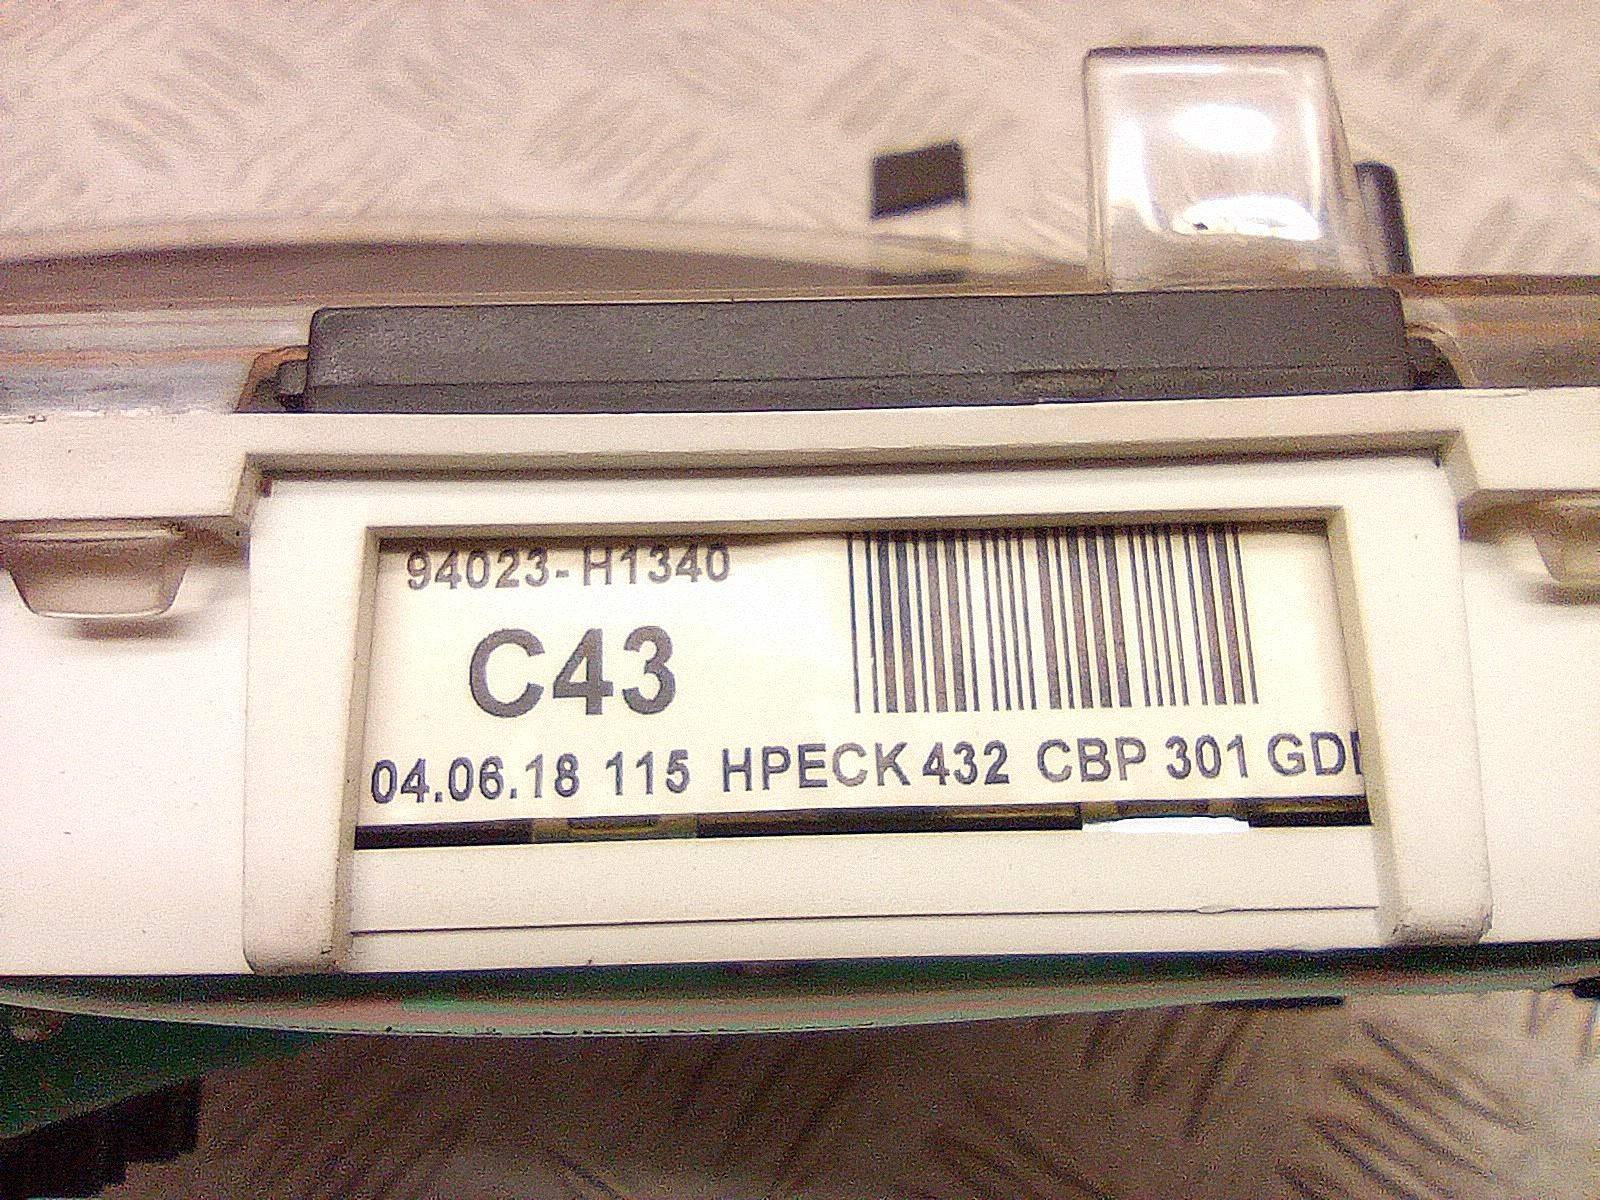 94023-H1340
C43
04.06.18 115 HPECK 432 CBP 301